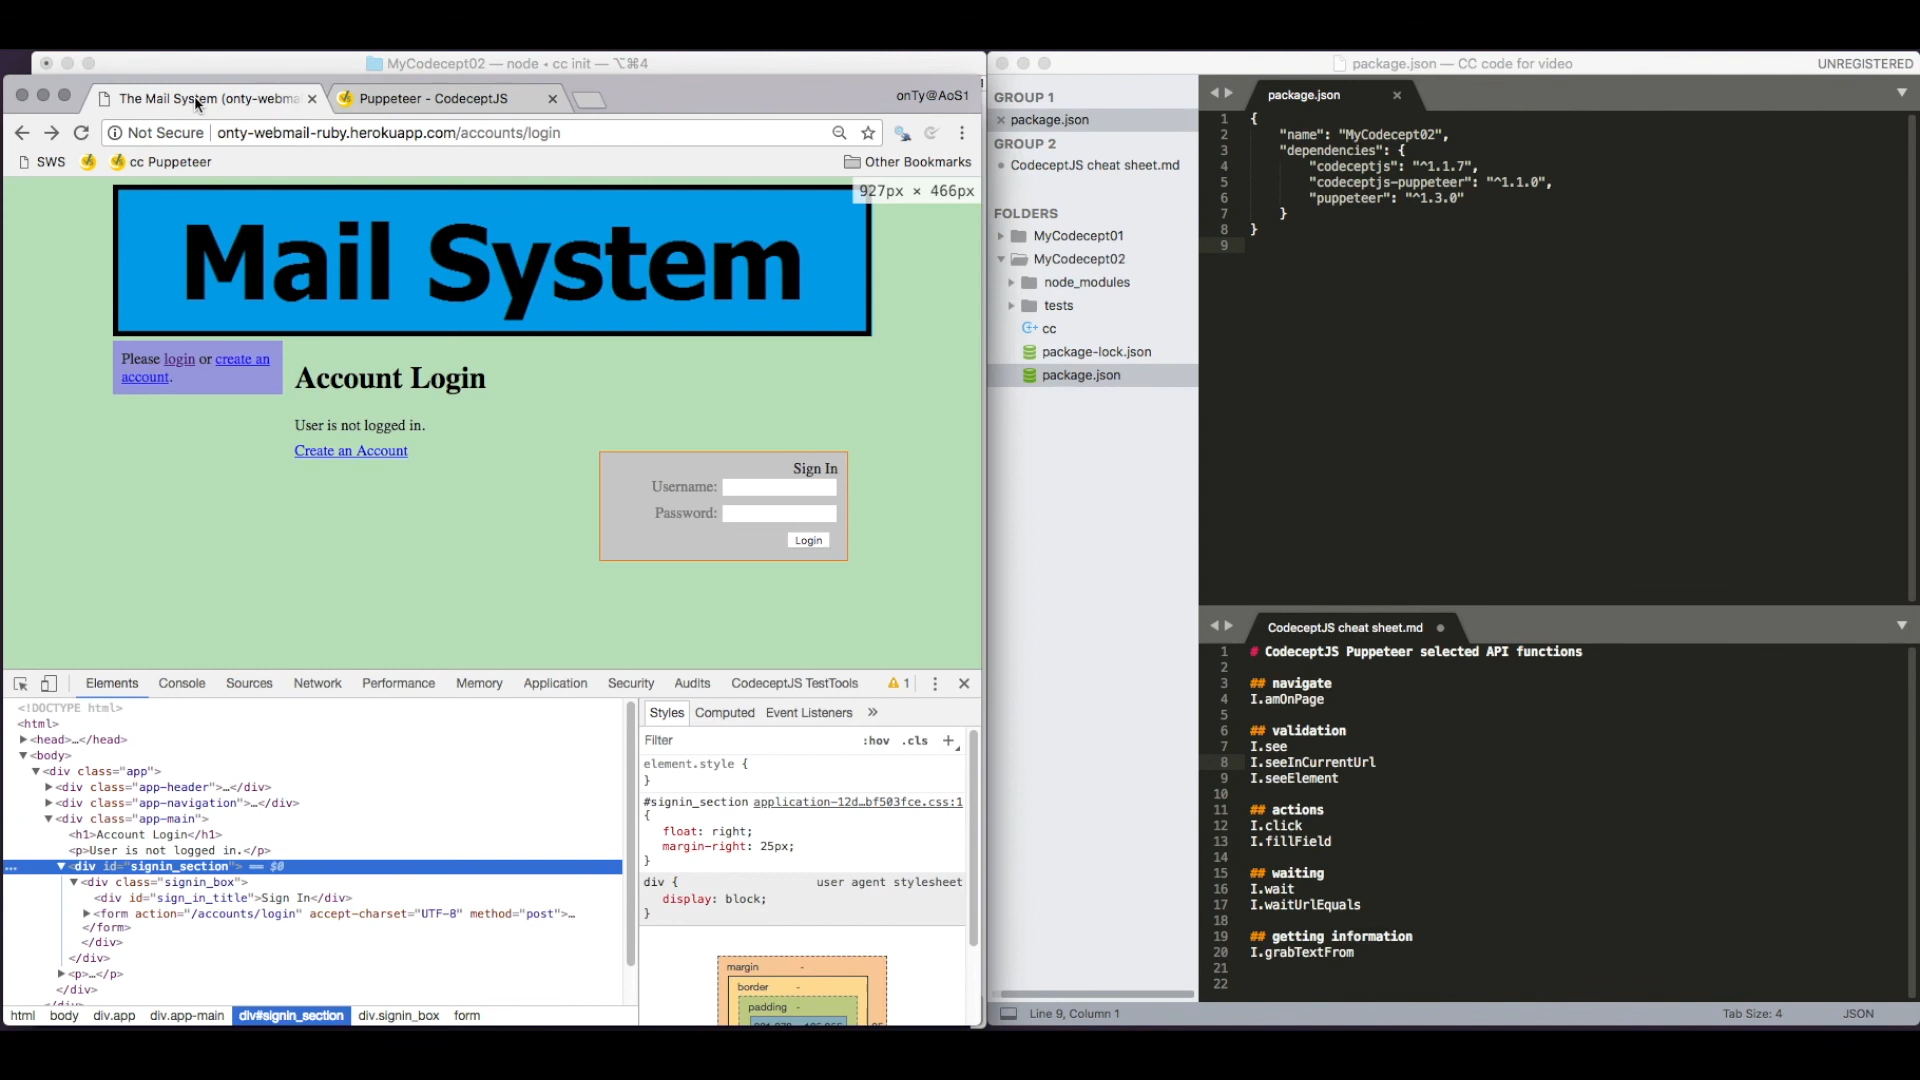 MyCodecept02 — node • cc init — ⌥⌘4
The Mail System (onty-webma
Puppeteer - CodeceptJS
onTy@AoS1
Not Secure
onty-webmail-ruby.herokuapp.com/accounts/login
SWS
cc Puppeteer
Other Bookmarks
927px × 466px
Mail System
Please login or create an
account.
Account Login
User is not logged in.
Create an Account
Sign In
Username:
Password:
Login
Elements
Console
Sources
Network
Performance
Memory
Application
Security
Audits
CodeceptJS TestTools
1
<!DOCTYPE html>
<html>
<head>…</head>
<body>
<div class="app">
<div class="app-header">…</div>
<div class="app-navigation">…</div>
<div class="app-main">
<h1>Account Login</h1>
<p>User is not logged in.</p>
<div id="signin_section"> == $0
<div class="signin_box">
<div id="sign_in_title">Sign In</div>
<form action="/accounts/login" accept-charset="UTF-8" method="post">…
</form>
</div>
</div>
<p>…</p>
</div>
</div>
html
body
div.app
div.app-main
div#signin_section
div.signin_box
form
Styles
Computed
Event Listeners
»
Filter
:hov
.cls
+
element.style {
}
#signin_section application-12d…bf503fce.css:1
{
float: right;
margin-right: 25px;
}
div {
user agent stylesheet
display: block;
}
margin
-
border
-
padding
-
package.json — CC code for video
UNREGISTERED
GROUP 1
package.json
GROUP 2
CodeceptJS cheat sheet.md
FOLDERS
MyCodecept01
MyCodecept02
node_modules
tests
cc
package-lock.json
package.json
package.json
1 {
2 "name": "MyCodecept02",
3 "dependencies": {
4 "codeceptjs": "^1.1.7",
5 "codeceptjs-puppeteer": "^1.1.0",
6 "puppeteer": "^1.3.0"
7 }
8 }
9
CodeceptJS cheat sheet.md
1 # CodeceptJS Puppeteer selected API functions
2
3 ## navigate
4 I.amOnPage
5
6 ## validation
7 I.see
8 I.seeInCurrentUrl
9 I.seeElement
10
11 ## actions
12 I.click
13 I.fillField
14
15 ## waiting
16 I.wait
17 I.waitUrlEquals
18
19 ## getting information
20 I.grabTextFrom
21
22
Line 9, Column 1
Tab Size: 4
JSON